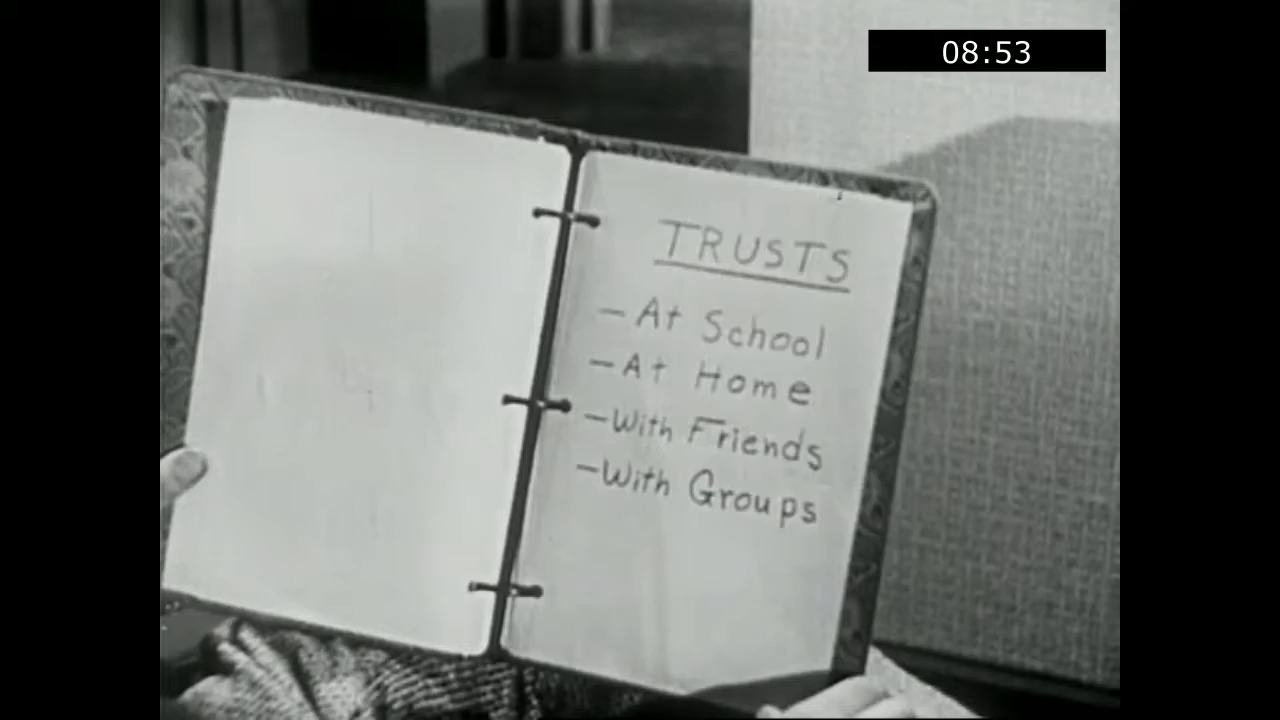 08:53
TRUSTS
-At School
-At Home
-With Friends
-With Groups